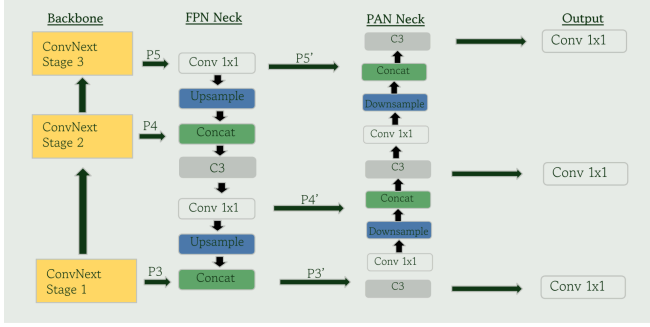 Backbone
FPN Neck
PAN Neck
Output
ConvNext
Stage 3
P5
Conv 1x1
P5'
C3
Conv 1x1
Upsample
Concat
Downsample
ConvNext
Stage 2
P4
Concat
Conv 1x1
C3
C3
Conv 1x1
Conv 1x1
P4'
Concat
Upsample
Downsample
ConvNext
Stage 1
P3
Concat
P3'
Conv 1x1
C3
Conv 1x1